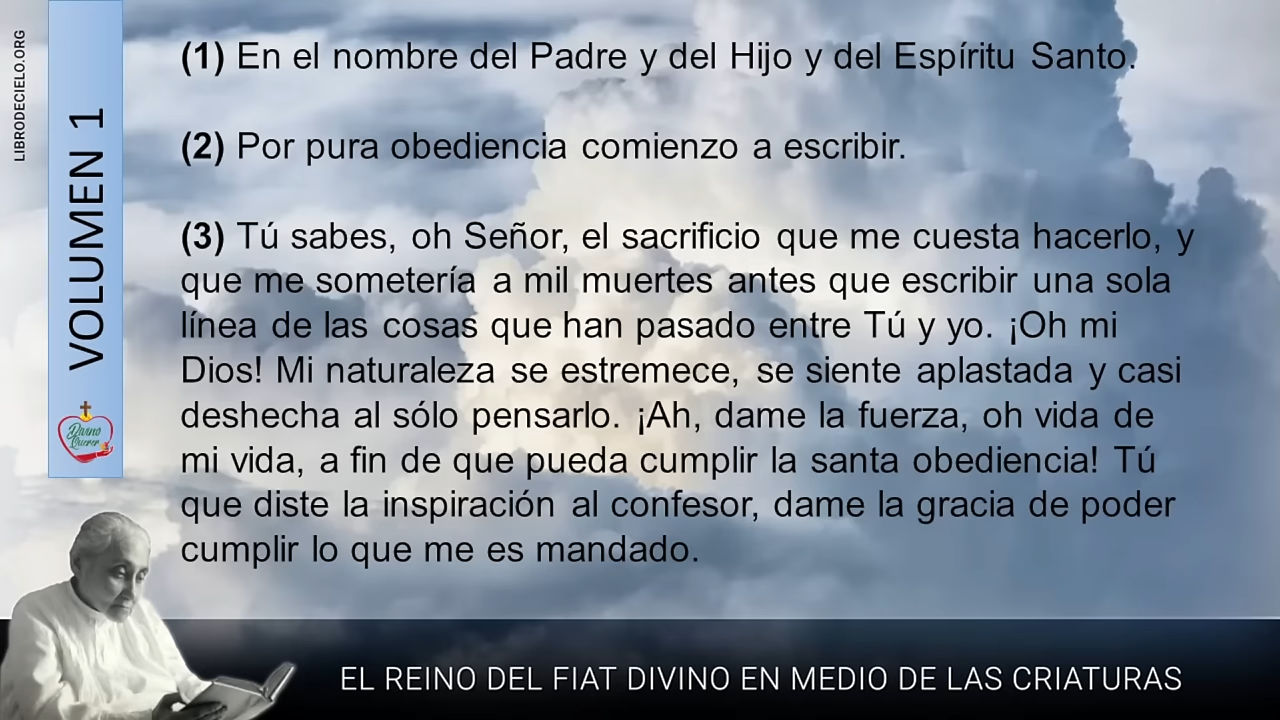 LIBRODECIELO.ORG
VOLUMEN 1
Divino
Querer
(1) En el nombre del Padre y del Hijo y del Espíritu Santo.
(2) Por pura obediencia comienzo a escribir.
(3) Tú sabes, oh Señor, el sacrificio que me cuesta hacerlo, y
que me sometería a mil muertes antes que escribir una sola
línea de las cosas que han pasado entre Tú y yo. ¡Oh mi
Dios! Mi naturaleza se estremece, se siente aplastada y casi
deshecha al sólo pensarlo. ¡Ah, dame la fuerza, oh vida de
mi vida, a fin de que pueda cumplir la santa obediencia! Tú
que diste la inspiración al confesor, dame la gracia de poder
cumplir lo que me es mandado.
EL REINO DEL FIAT DIVINO EN MEDIO DE LAS CRIATURAS